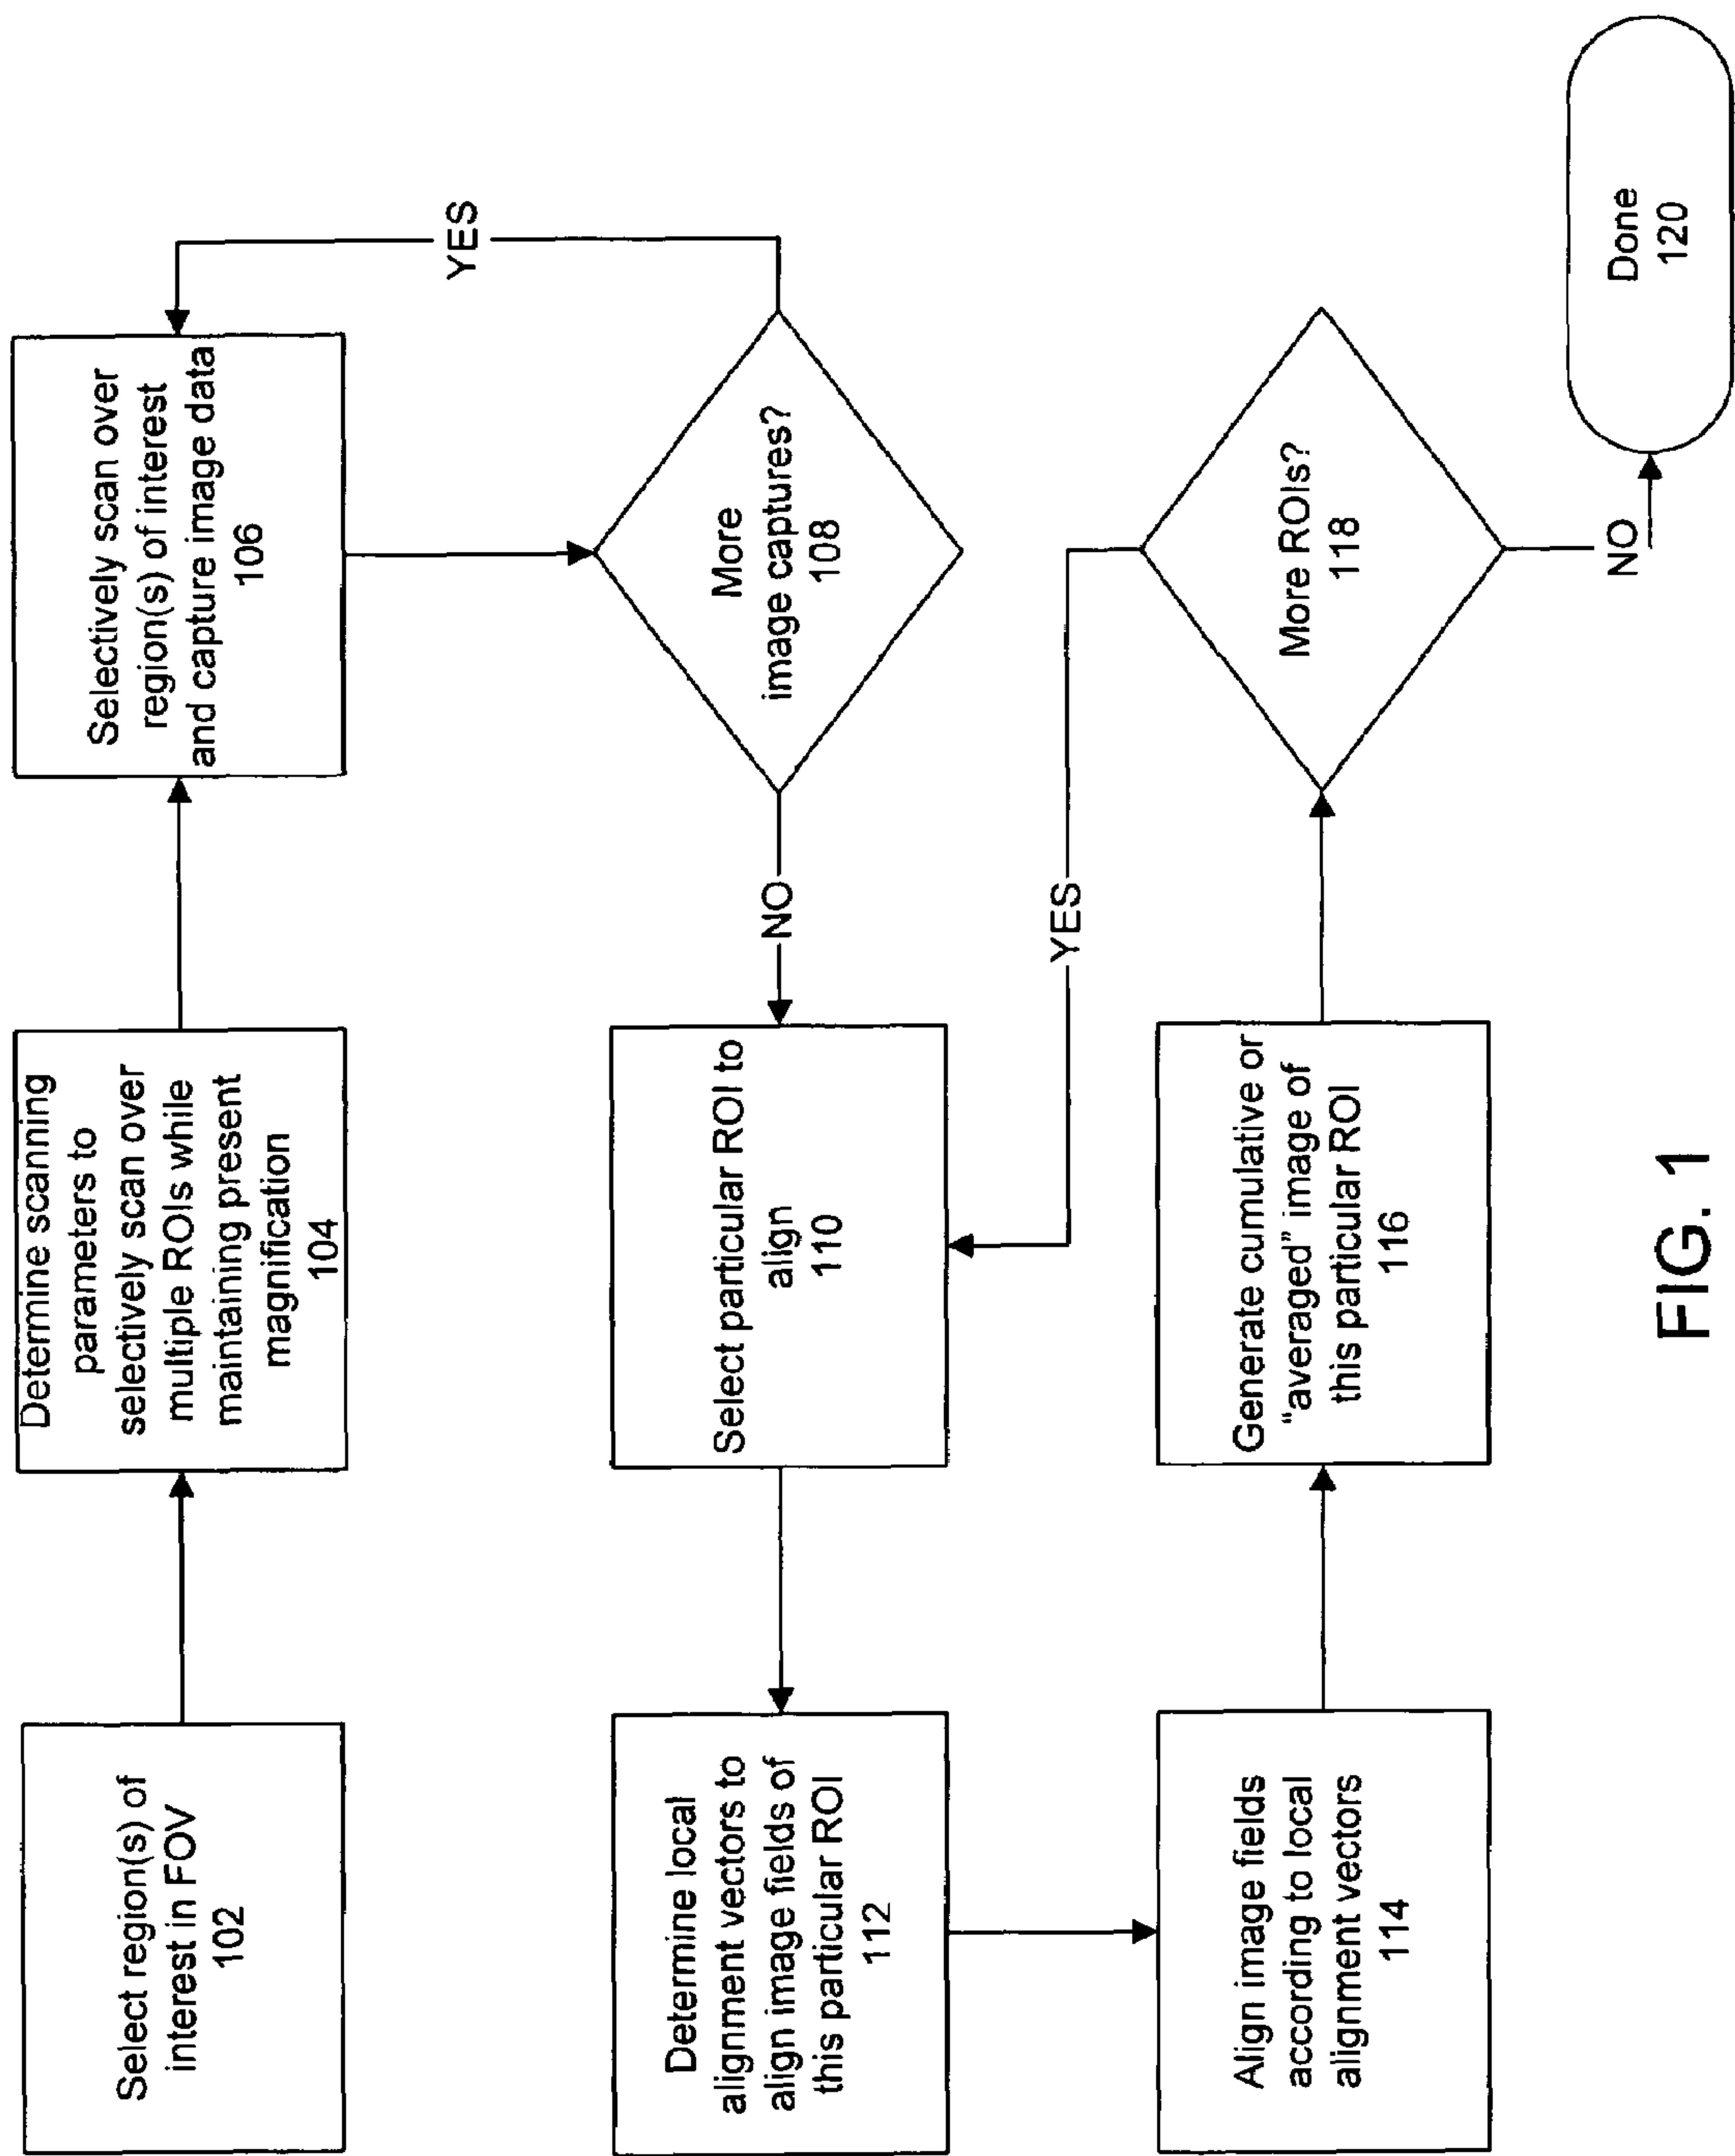 Select region(s) of
interest in FOV
102
Determine scanning
parameters to
selectively scan over
multiple ROIs while
maintaining present
magnification
104
Selectively scan over
region(s) of interest
and capture image data
106
YES
More
image captures?
108
NO
Select particular ROI to
align
110
Determine local
alignment vectors to
align image fields of
this particular ROI
112
YES
Align image fields
according to local
alignment vectors
114
Generate cumulative or
“averaged” image of
this particular ROI
116
More ROIs?
118
NO
Done
120
FIG. 1